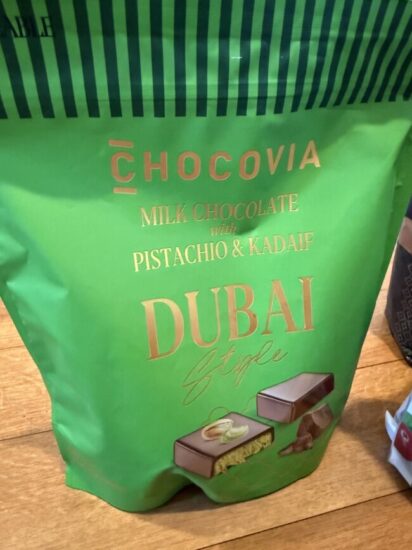 CHOCOVIA
MILK CHOCOLATE
with
PISTACHIO & KADAIF
DUBAI
Style